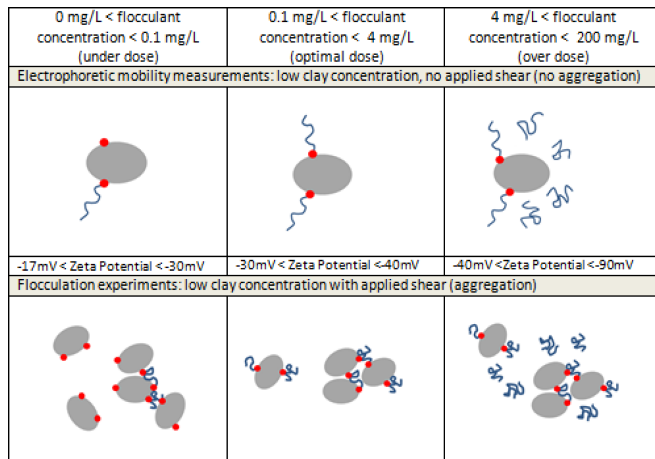 0 mg/L < flocculant
concentration < 0.1 mg/L
(under dose)
0.1 mg/L < flocculant
concentration < 4 mg/L
(optimal dose)
4 mg/L < flocculant
concentration < 200 mg/L
(over dose)
Electrophoretic mobility measurements: low clay concentration, no applied shear (no aggregation)
-17mV < Zeta Potential <-30mV
-30mV < Zeta Potential <-40mV
-40mV <Zeta Potential <-90mV
Flocculation experiments: low clay concentration with applied shear (aggregation)